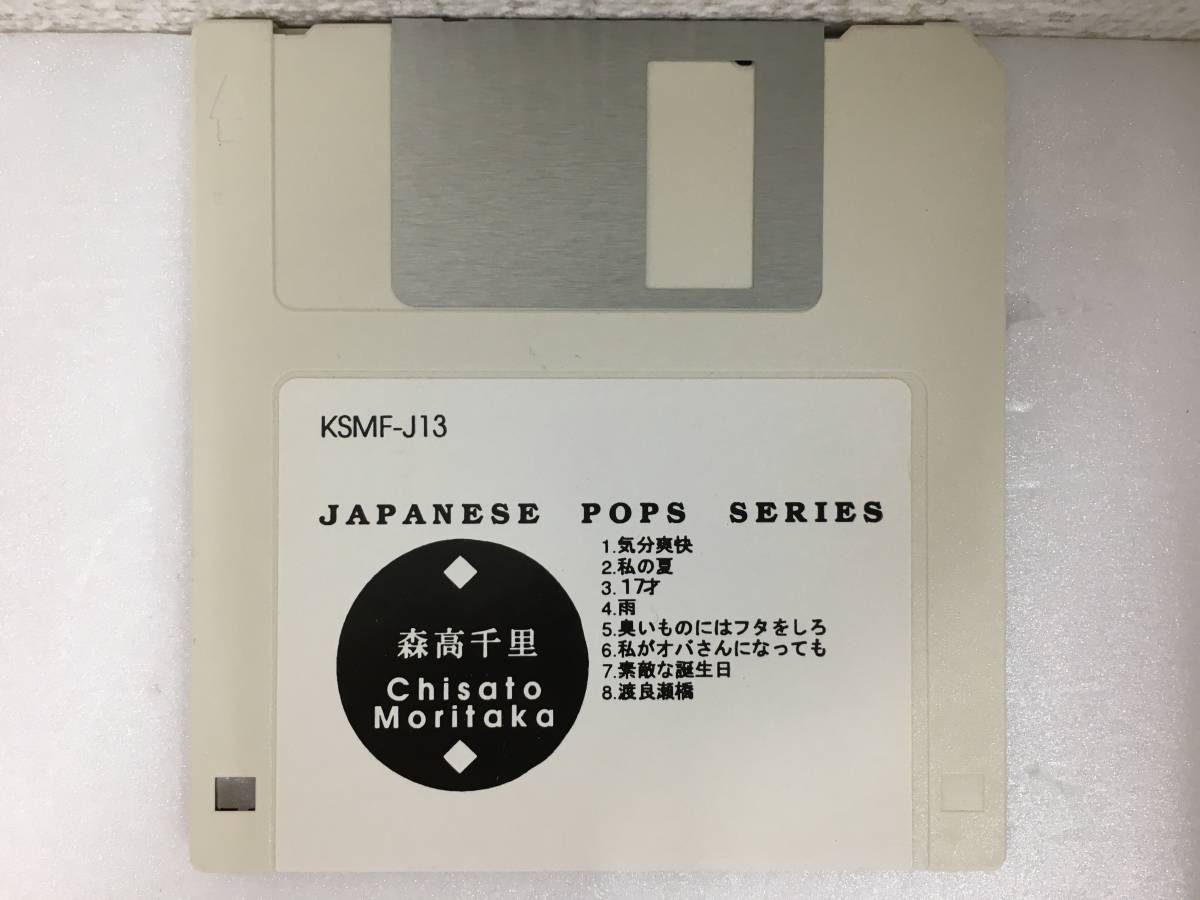 KSMF-J13
JAPANESE POPS SERIES
森高千里
Chisato
Moritaka
1.気分爽快
2.私の夏
3.17才
4.雨
5.臭いものにはフタをしろ
6.私がオバさんになっても
7.素敵な誕生日
8.渡良瀬橋